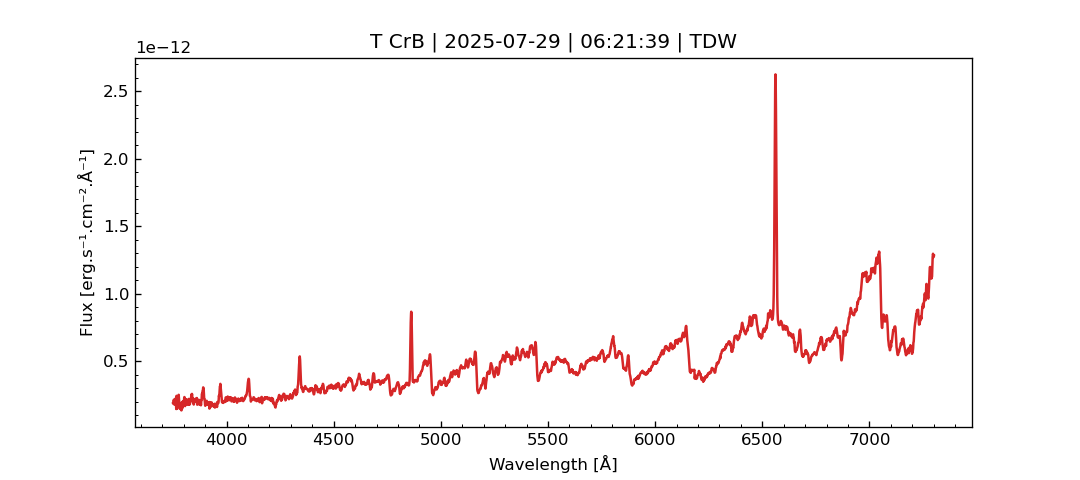 T CrB | 2025-07-29 | 06:21:39 | TDW
1e−12
2.5
2.0
1.5
1.0
0.5
Flux [erg.s⁻¹.cm⁻².Å⁻¹]
4000 4500 5000 5500 6000 6500 7000
Wavelength [Å]